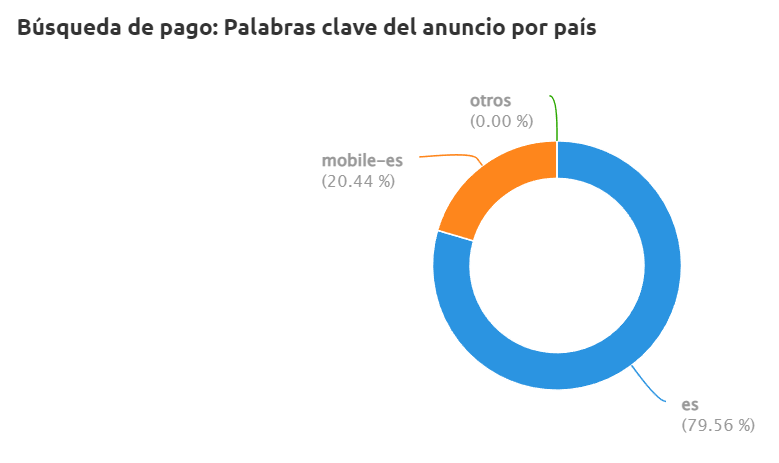 Búsqueda de pago: Palabras clave del anuncio por país
otros
(0.00 %)
mobile-es
(20.44 %)
es
(79.56 %)